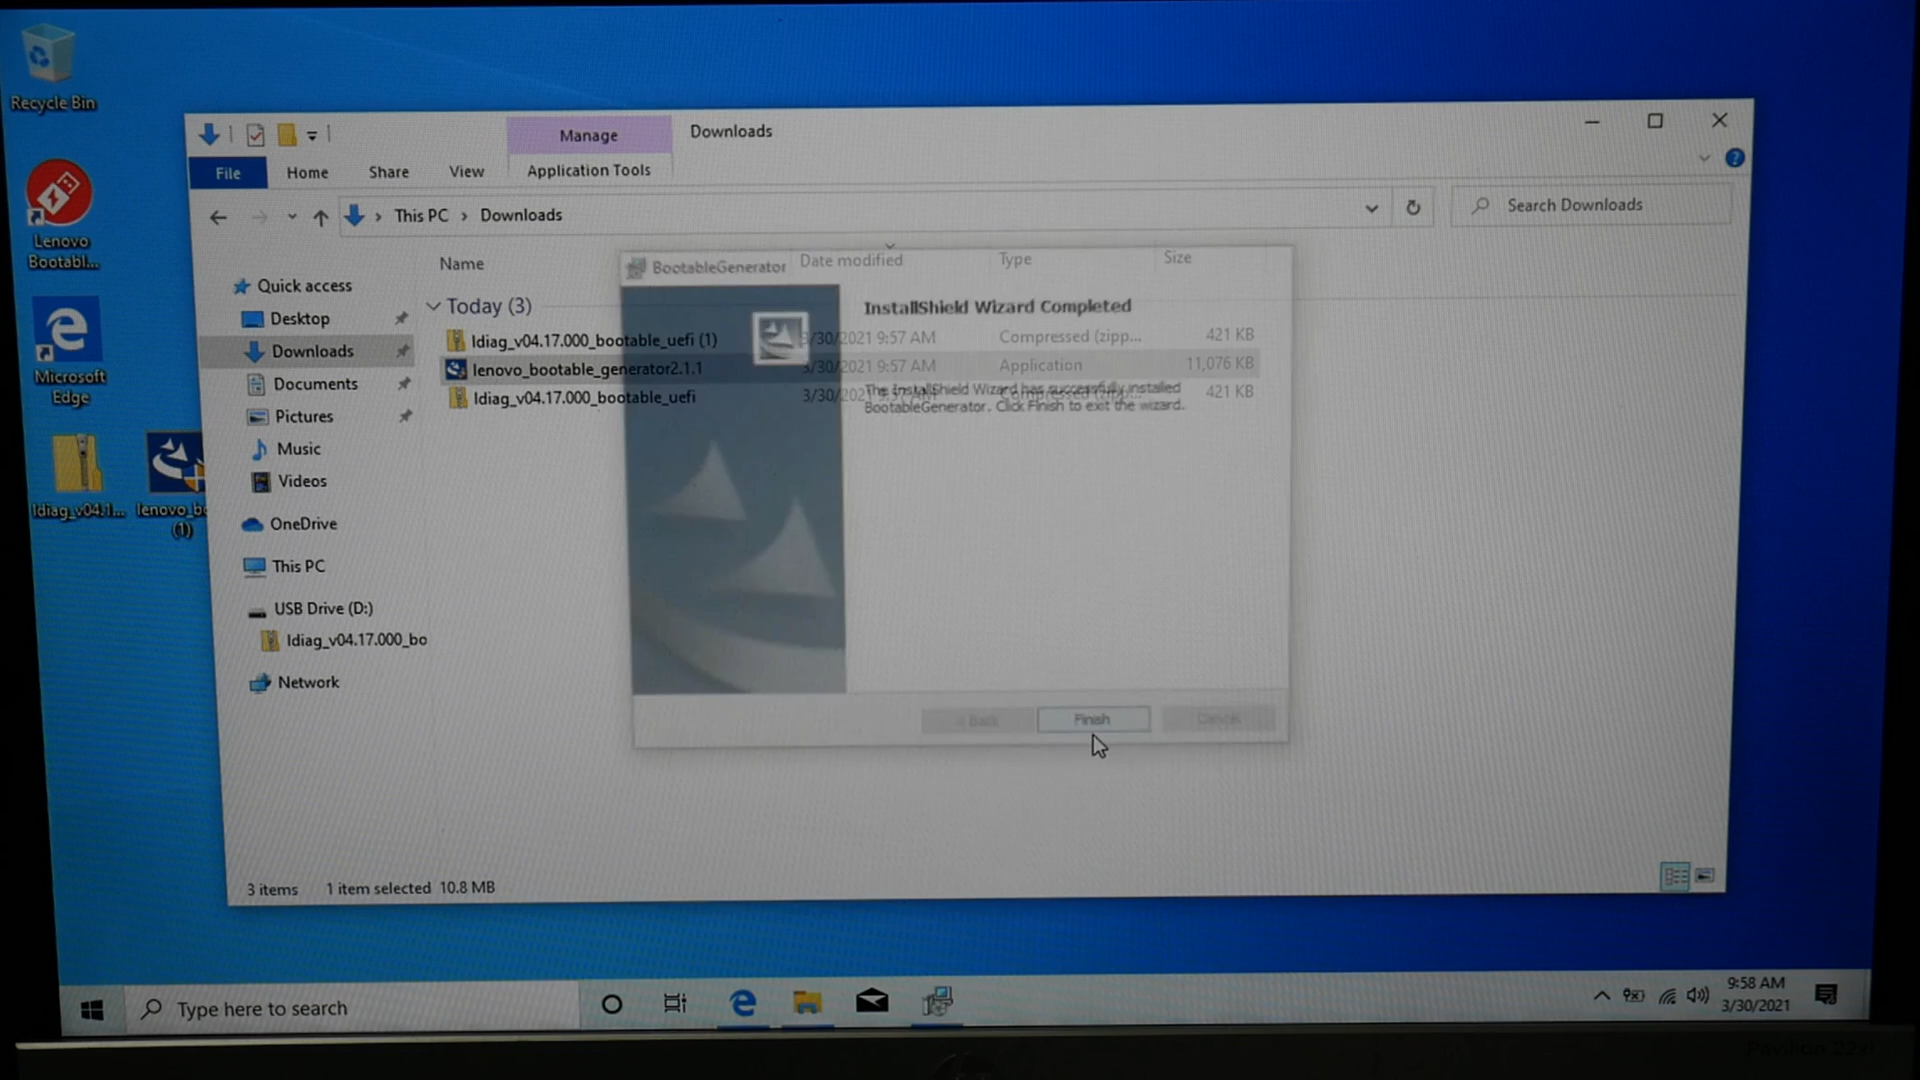 Recycle Bin
Lenovo
Bootabl...
Microsoft
Edge
ldiag_v04.1...
lenovo_bo
(1)
Manage
Downloads
File
Home
Share
View
Application Tools
This PC
Downloads
Search Downloads
Name
Date modified
Type
Size
Quick access
Desktop
Downloads
Documents
Pictures
Music
Videos
OneDrive
This PC
USB Drive (D:)
ldiag_v04.17.000_bo
Network
Today (3)
ldiag_v04.17.000_bootable_uefi (1)
3/30/2021 9:57 AM
Compressed (zipp...
421 KB
lenovo_bootable_generator2.1.1
3/30/2021 9:57 AM
Application
11,076 KB
ldiag_v04.17.000_bootable_uefi
421 KB
BootableGenerator
InstallShield Wizard Completed
The InstallShield Wizard has successfully installed
BootableGenerator. Click Finish to exit the wizard.
< Back
Finish
Cancel
3 items
1 item selected
10.8 MB
Type here to search
9:58 AM
3/30/2021